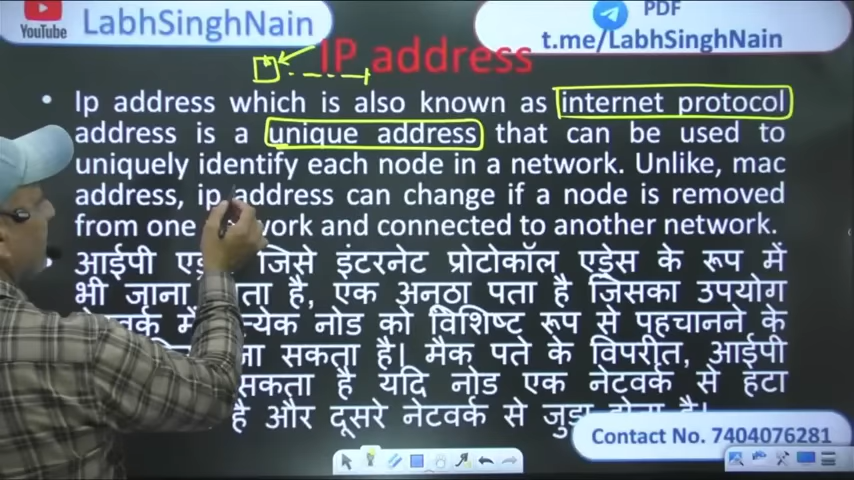 YouTube
LabhSinghNain
PDF
t.me/LabhSinghNain
IP address
• Ip address which is also known as internet protocol
address is a unique address that can be used to
uniquely identify each node in a network. Unlike, mac
address, ip address can change if a node is removed
from one and connected to another network.
• आईपी जिसे इंटरनेट प्रोटोकॉल एड्रेस के रूप में
भी जाना है, एक अनूठा पता है जिसका उपयोग
नोड को विशिष्ट रूप से पहचानने के
सकता है। मैक पते के विपरीत, आईपी
सकता है यदि नोड एक नेटवर्क से हटा
है और दूसरे नेटवर्क से जुड़ा होता है।
Contact No. 7404076281